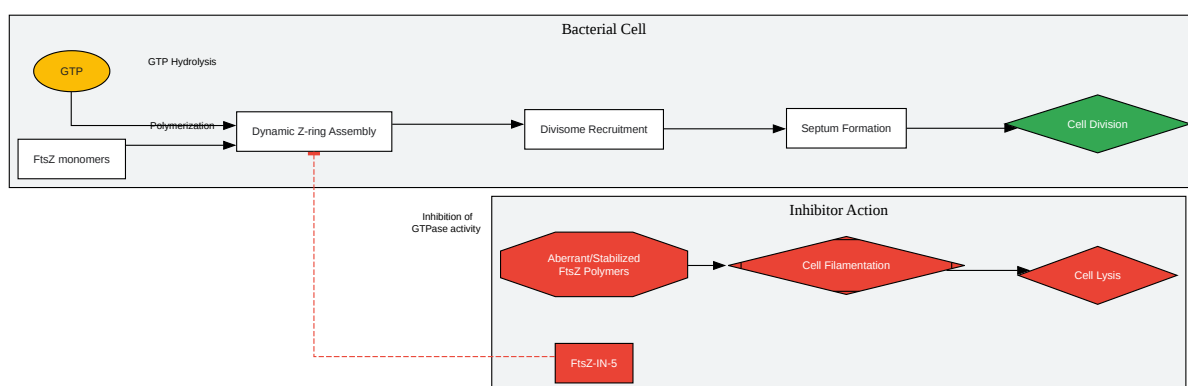 Bacterial Cell
GTP
GTP Hydrolysis
Polymerization
Dynamic Z-ring Assembly
FtsZ monomers
Divisome Recruitment
Septum Formation
Cell Division
Inhibition of
GTPase activity
Inhibitor Action
Aberrant/Stabilized
FtsZ Polymers
Cell Filamentation
Cell Lysis
FtsZ-IN-5